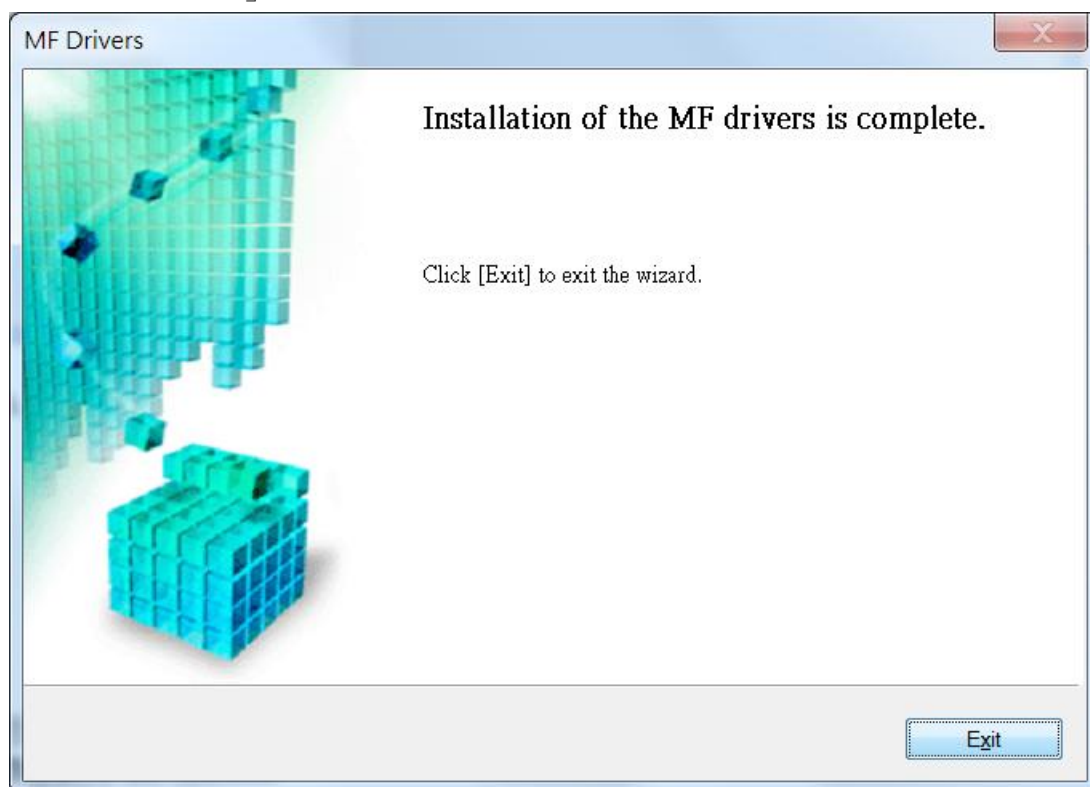 MF Drivers
Installation of the MF drivers is complete.
Click [Exit] to exit the wizard.
Exit